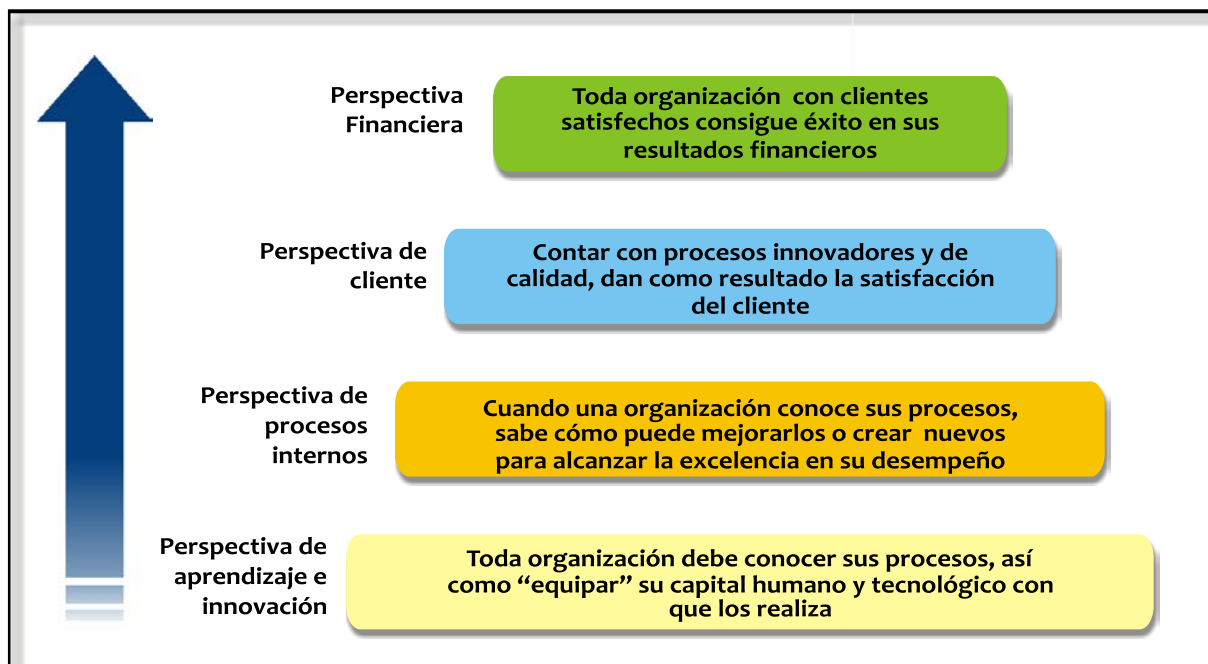 Perspectiva
Financiera
Toda organización con clientes
satisfechos consigue éxito en sus
resultados financieros
Perspectiva de
cliente
Contar con procesos innovadores y de
calidad, dan como resultado la satisfacción
del cliente
Perspectiva de
procesos
internos
Cuando una organización conoce sus procesos,
sabe cómo puede mejorarlos o crear nuevos
para alcanzar la excelencia en su desempeño
Perspectiva de
aprendizaje e
innovación
Toda organización debe conocer sus procesos, así
como “equipar” su capital humano y tecnológico con
que los realiza